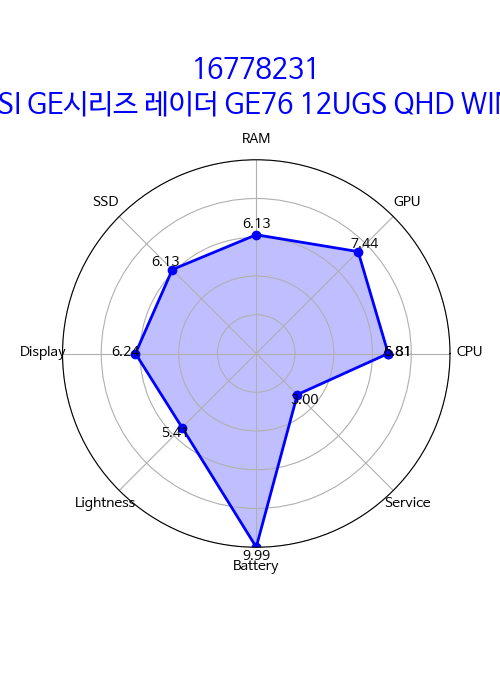 16778231
SI GE시리즈 레이더 GE76 12UGS QHD WIN
RAM
SSD
GPU
6.13
7.44
6.13
Display
6.24
6.81
CPU
5.41
3.00
Lightness
Service
9.99
Battery